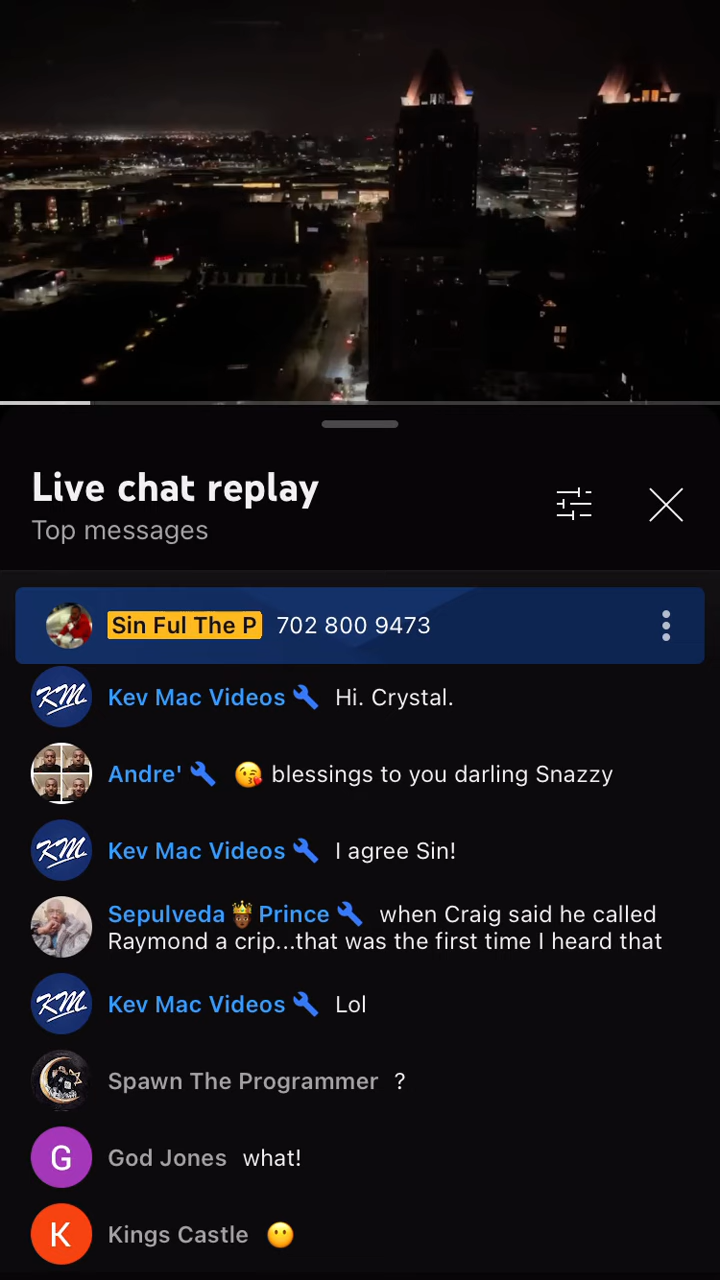 Live chat replay
Top messages
Sin Ful The P 702 800 9473
KM
Kev Mac Videos 🔧 Hi. Crystal.
Andre' 🔧 😘 blessings to you darling Snazzy
KM
Kev Mac Videos 🔧 I agree Sin!
Sepulveda 🤴🏾 Prince 🔧 when Craig said he called
Raymond a crip...that was the first time I heard that
KM
Kev Mac Videos 🔧 Lol
Spawn The Programmer ?
G
God Jones what!
K
Kings Castle 😶